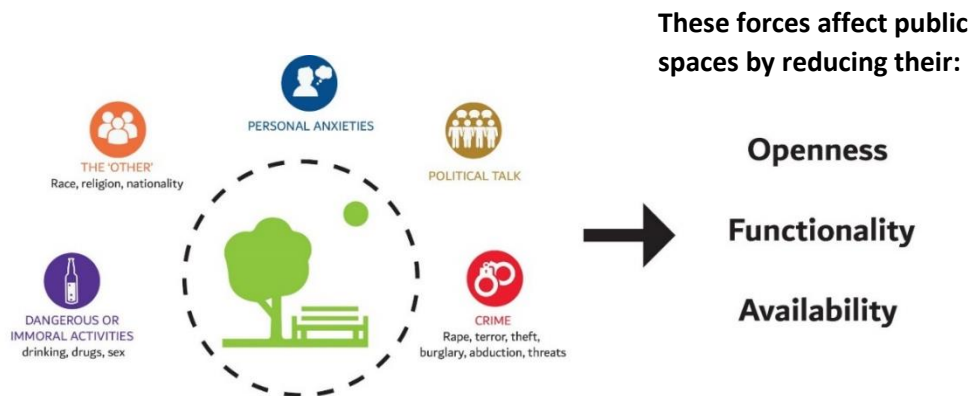 These forces affect public
spaces by reducing their:
PERSONAL ANXIETIES
THE 'OTHER'
Race, religion, nationality
POLITICAL TALK
DANGEROUS OR
IMMORAL ACTIVITIES
drinking, drugs, sex
CRIME
Rape, terror, theft,
burglary, abduction, threats
Openness
Functionality
Availability